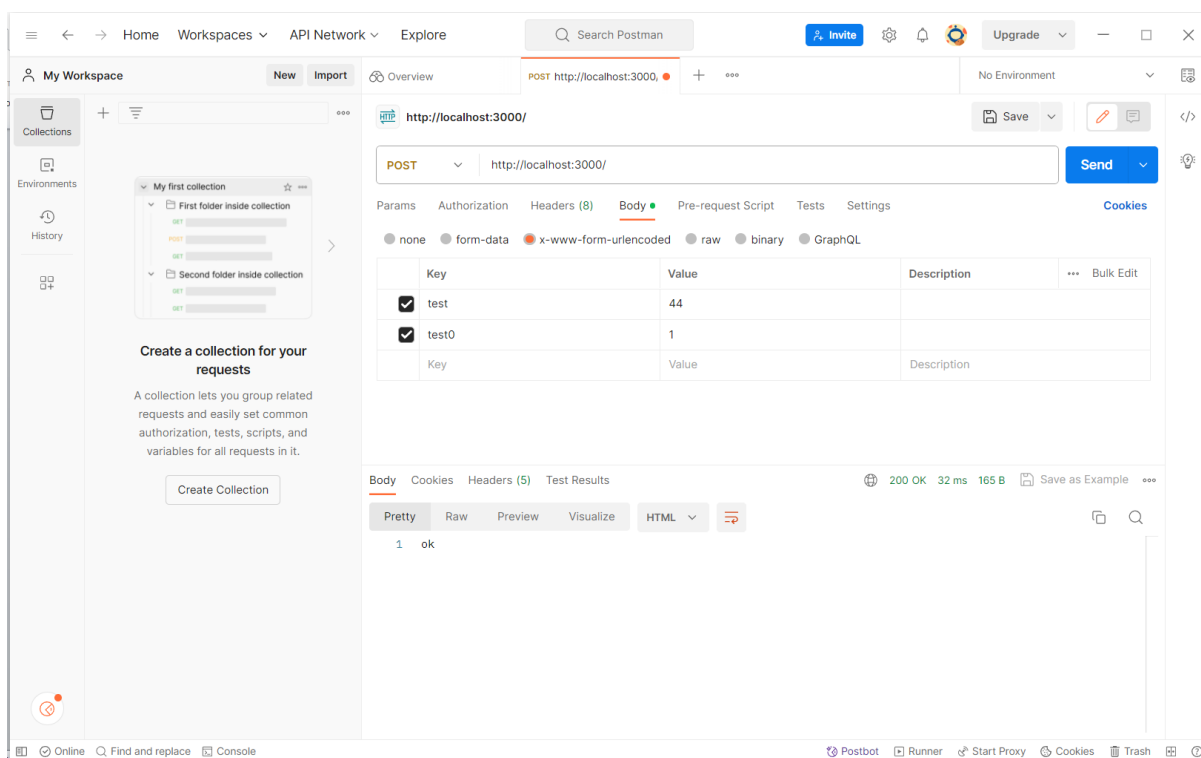 Home Workspaces API Network Explore Search Postman Invite Upgrade
My Workspace New Import Overview POST http://localhost:3000, No Environment
Collections
Environments
History
My first collection
First folder inside collection
GET
POST
GET
Second folder inside collection
GET
GET
Create a collection for your
requests
A collection lets you group related
requests and easily set common
authorization, tests, scripts, and
variables for all requests in it.
Create Collection
HTTP http://localhost:3000/ Save </>
POST http://localhost:3000/ Send
Params Authorization Headers (8) Body Pre-request Script Tests Settings Cookies
none form-data x-www-form-urlencoded raw binary GraphQL
Key Value Description Bulk Edit
test 44
test0 1
Key Value Description
Body Cookies Headers (5) Test Results 200 OK 32 ms 165 B Save as Example
Pretty Raw Preview Visualize HTML
1 ok
Online Find and replace Console Postbot Runner Start Proxy Cookies Trash